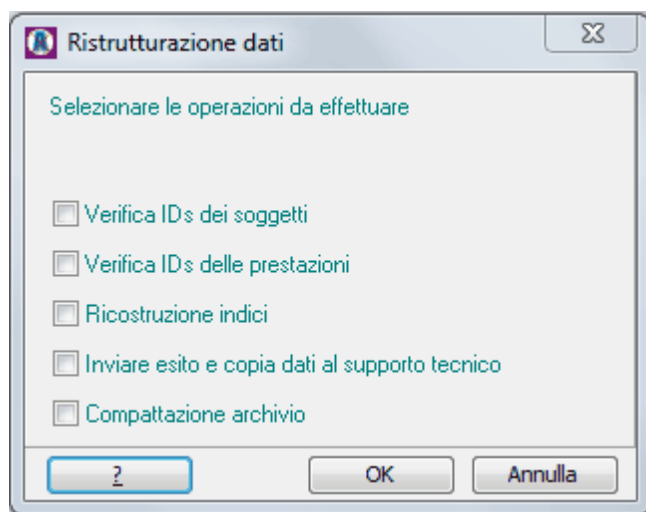 Ristrutturazione dati
Selezionare le operazioni da effettuare
Verifica IDs dei soggetti
Verifica IDs delle prestazioni
Ricostruzione indici
Inviare esito e copia dati al supporto tecnico
Compattazione archivio
? OK Annulla